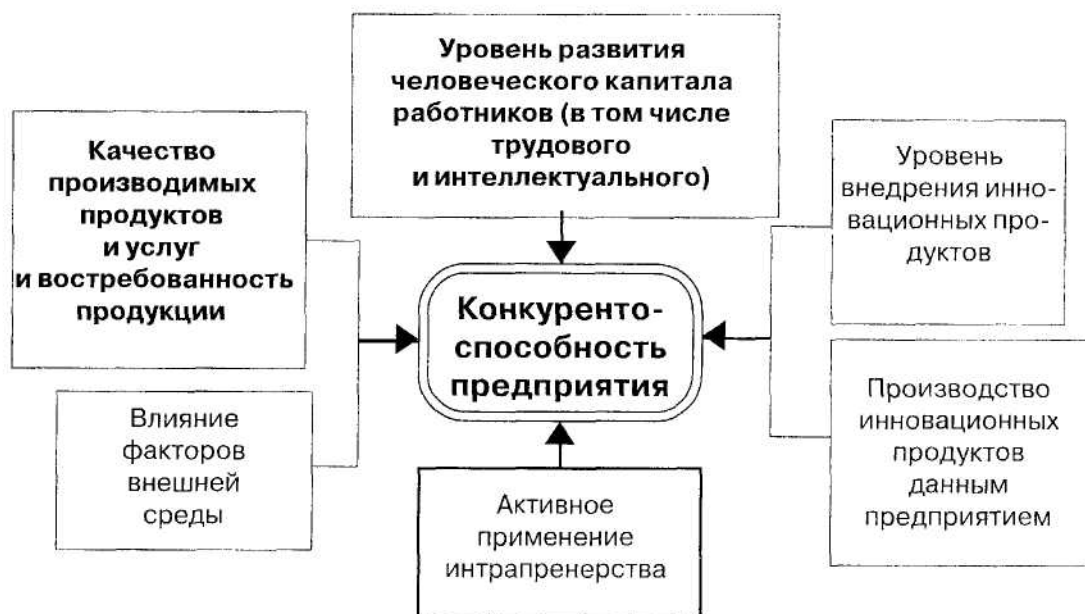 Уровень развития
человеческого капитала
работников (в том числе
трудового
и интеллектуального)
Качество
производимых
продуктов
и услуг
и востребованность
продукции
Уровень
внедрения инно-
вационных про-
дуктов
Конкуренто-
способность
предприятия
Влияние
факторов
внешней
среды
Производство
инновационных
продуктов
данным
предприятием
Активное
применение
интрапренерства